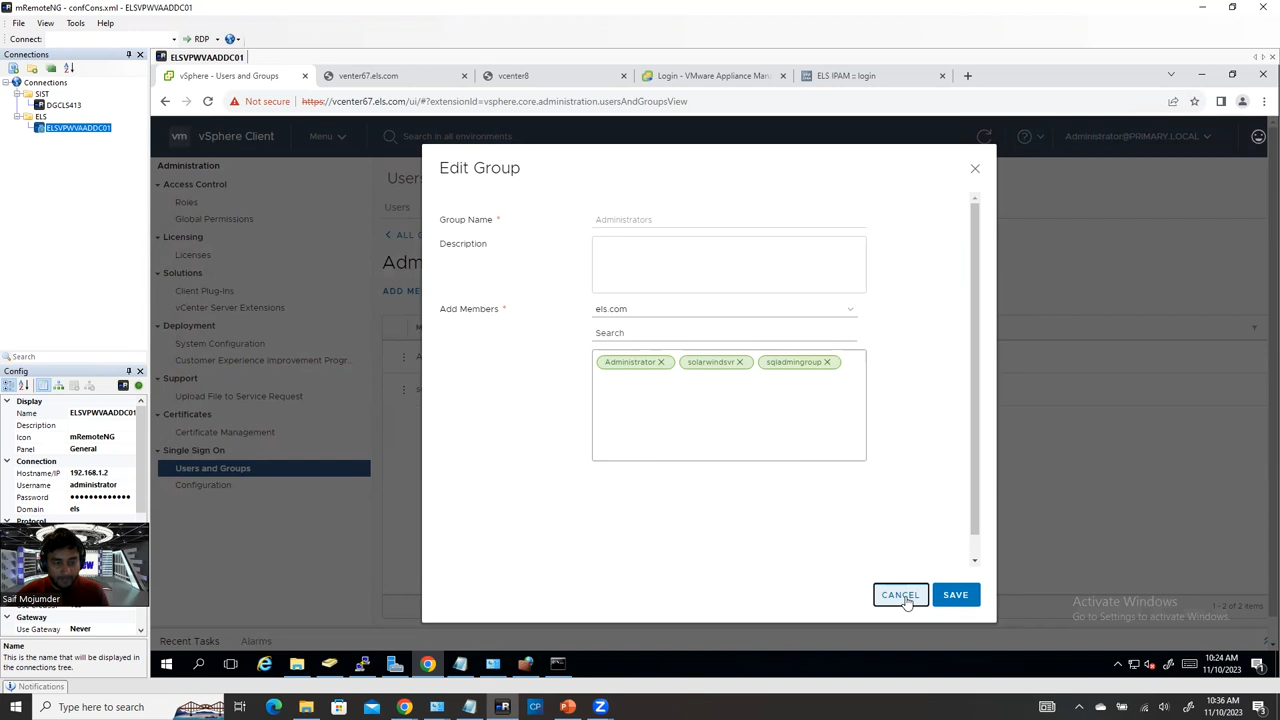 mRemoteNG - confCons.xml - ELSVPWVAADDC01
File View Tools Help
Connect: RDP
Connections
Connections
SIST
DGCLS413
ELS
ELSVPWVAADDC01
Search
Config
Display
Name ELSVPWVAADDC01
Description
Icon mRemoteNG
Panel General
Connection
Hostname/IP 192.168.1.2
Username administrator
Password ●●●●●●●●●●●●●
Domain els
Protocol
Saif Mojumder
Gateway
Use Gateway Never
Name
This is the name that will be displayed in the connections tree.
Notifications
ELSVPWVAADDC01
vSphere - Users and Groups
venter67.els.com
vcenter8
Login - VMware Appliance Man
ELS IPAM :: login
Not secure https://vcenter67.els.com/ui/#?extensionId=vsphere.core.administration.usersAndGroupsView
vm vSphere Client Menu Search in all environments Administrator@PRIMARY.LOCAL
Administration
Access Control
Roles
Global Permissions
Licensing
Licenses
Solutions
Client Plug-Ins
vCenter Server Extensions
Deployment
System Configuration
Customer Experience Improvement Progr...
Support
Upload File to Service Request
Certificates
Certificate Management
Single Sign On
Users and Groups
Configuration
Users
ALL
ADD ME
Edit Group
Group Name * Administrators
Description
Add Members * els.com
Search
Administrator solarwindsvr sqladmingroup
CANCEL SAVE
1 - 2 of 2 items
Activate Windows
Go to Settings to activate Windows.
Recent Tasks Alarms
10:24 AM
11/10/2023
Type here to search
10:36 AM
11/10/2023